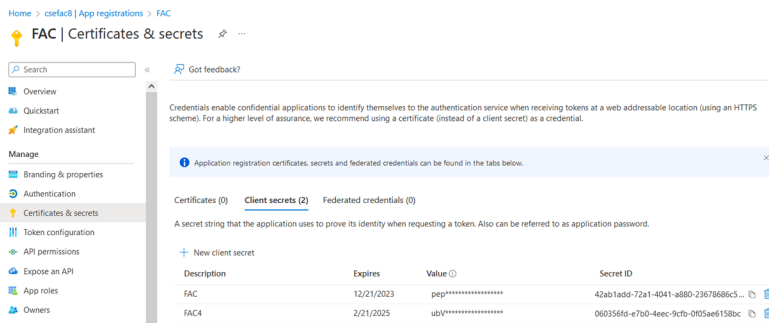 Home > csefac8 | App registrations > FAC
FAC | Certificates & secrets
Search
Got feedback?
Overview
Quickstart
Integration assistant
Manage
Branding & properties
Authentication
Certificates & secrets
Token configuration
API permissions
Expose an API
App roles
Owners
Credentials enable confidential applications to identify themselves to the authentication service when receiving tokens at a web addressable location (using an HTTPS
scheme). For a higher level of assurance, we recommend using a certificate (instead of a client secret) as a credential.
Application registration certificates, secrets and federated credentials can be found in the tabs below.
Certificates (0) Client secrets (2) Federated credentials (0)
A secret string that the application uses to prove its identity when requesting a token. Also can be referred to as application password.
New client secret
Description Expires Value Secret ID
FAC 12/21/2023 pep****************** 42ab1add-72a1-4041-a880-23678686c5...
FAC4 2/21/2025 ubV****************** 060356fd-e7b0-4eec-9cfb-0f05ae6158bc